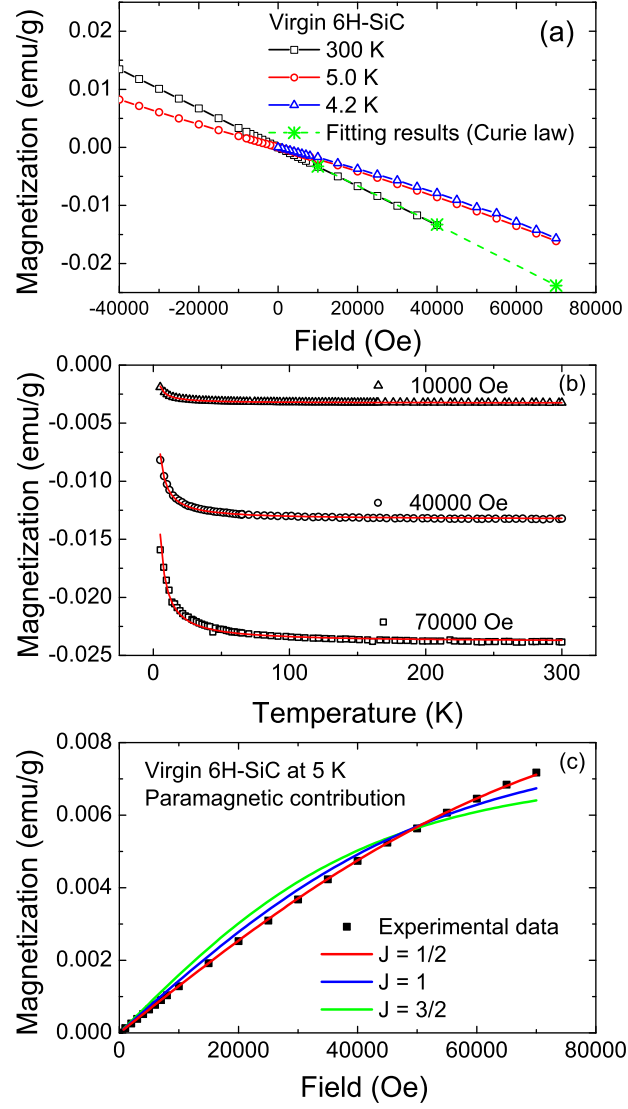 Magnetization (emu/g)
0.02
0.01
0.00
-0.01
-0.02
Virgin 6H-SiC
(a)
300 K
5.0 K
4.2 K
Fitting results (Curie law)
-40000 -20000 0 20000 40000 60000 80000
Field (Oe)
Magnetization (emu/g)
0.000
-0.005
-0.010
-0.015
-0.020
-0.025
10000 Oe (b)
40000 Oe
70000 Oe
0 100 200 300
Temperature (K)
Magnetization (emu/g)
0.008
0.006
0.004
0.002
0.000
Virgin 6H-SiC at 5 K (c)
Paramagnetic contribution
Experimental data
J = 1/2
J = 1
J = 3/2
0 20000 40000 60000 80000
Field (Oe)